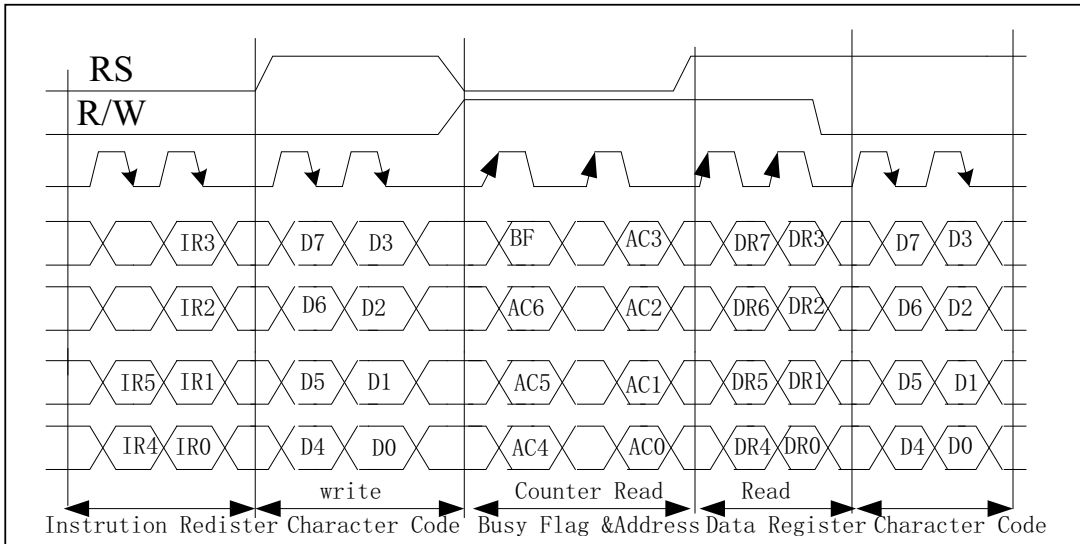 RS
R/W
IR3 D7 D3 BF AC3 DR7 DR3 D7 D3
IR2 D6 D2 AC6 AC2 DR6 DR2 D6 D2
IR5 IR1 D5 D1 AC5 AC1 DR5 DR1 D5 D1
IR4 IR0 D4 D0 AC4 AC0 DR4 DR0 D4 D0
write Counter Read Read
Instrution Redister Character Code Busy Flag &Address Data Register Character Code